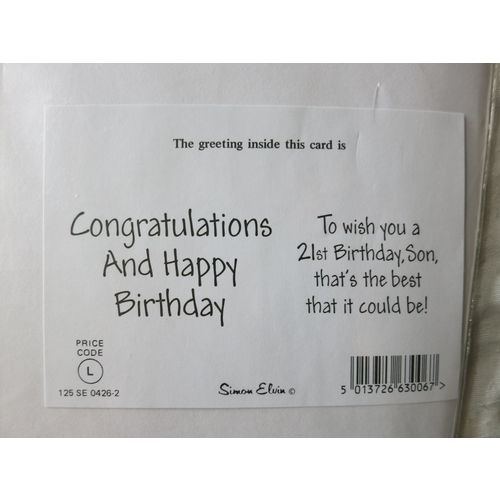 The greeting inside this card is
Congratulations
And Happy
Birthday
To wish you a
21st Birthday, Son,
that's the best
that it could be!
PRICE
CODE
L
125 SE 0426-2
Simon Elvin ©
5 013726 630067 >